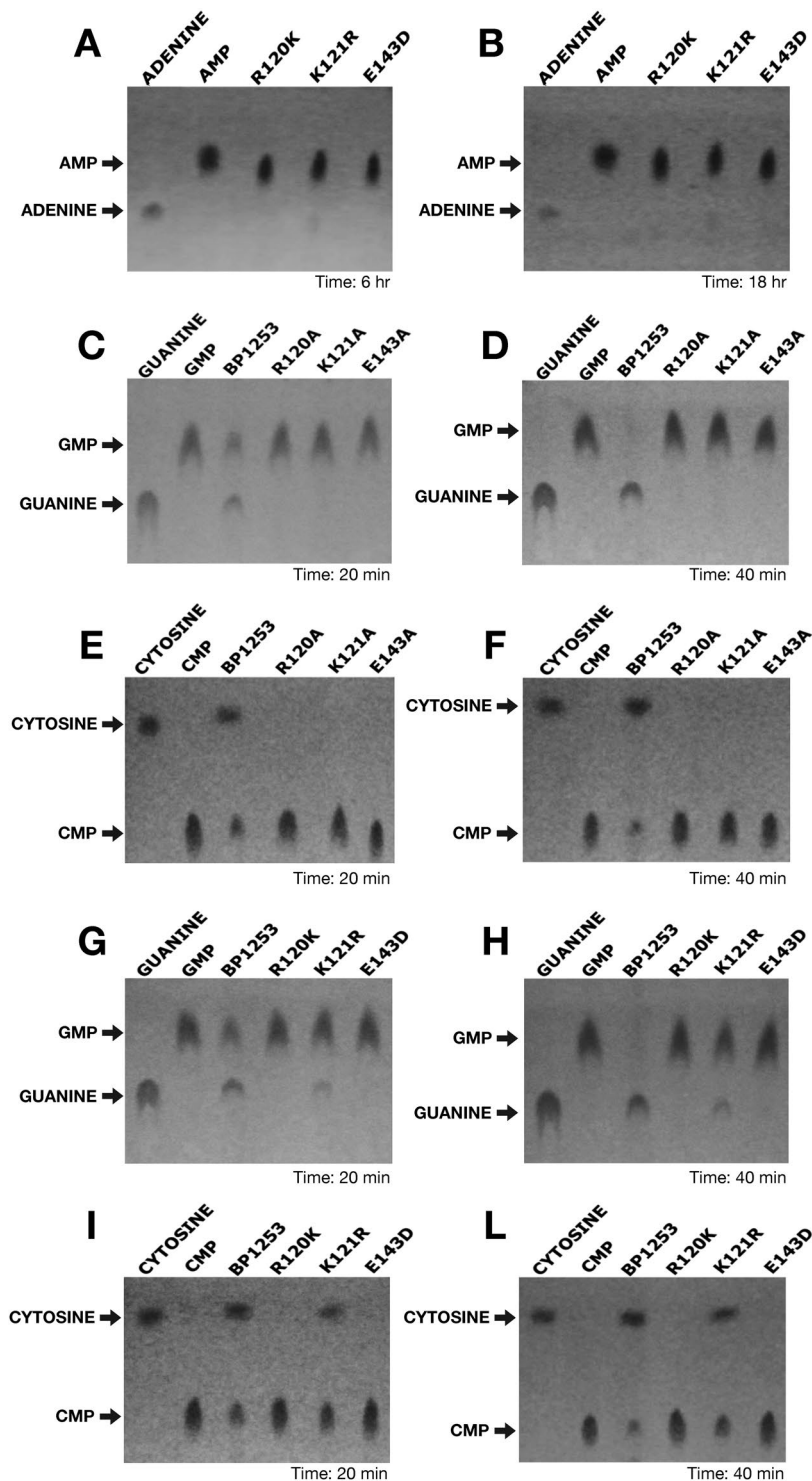 A
ADENINE AMP R120K K121R E143D
AMP
ADENINE
Time: 6 hr
B
ADENINE AMP R120K K121R E143D
AMP
ADENINE
Time: 18 hr
C
GUANINE GMP BP1253 R120A K121A E143A
GMP
GUANINE
Time: 20 min
D
GUANINE GMP BP1253 R120A K121A E143A
GMP
GUANINE
Time: 40 min
E
CYTOSINE CMP BP1253 R120A K121A E143A
CYTOSINE
CMP
Time: 20 min
F
CYTOSINE CMP BP1253 R120A K121A E143A
CYTOSINE
CMP
Time: 40 min
G
GUANINE GMP BP1253 R120K K121R E143D
GMP
GUANINE
Time: 20 min
H
GUANINE GMP BP1253 R120K K121R E143D
GMP
GUANINE
Time: 40 min
I
CYTOSINE CMP BP1253 R120K K121R E143D
CYTOSINE
CMP
Time: 20 min
L
CYTOSINE CMP BP1253 R120K K121R E143D
CYTOSINE
CMP
Time: 40 min